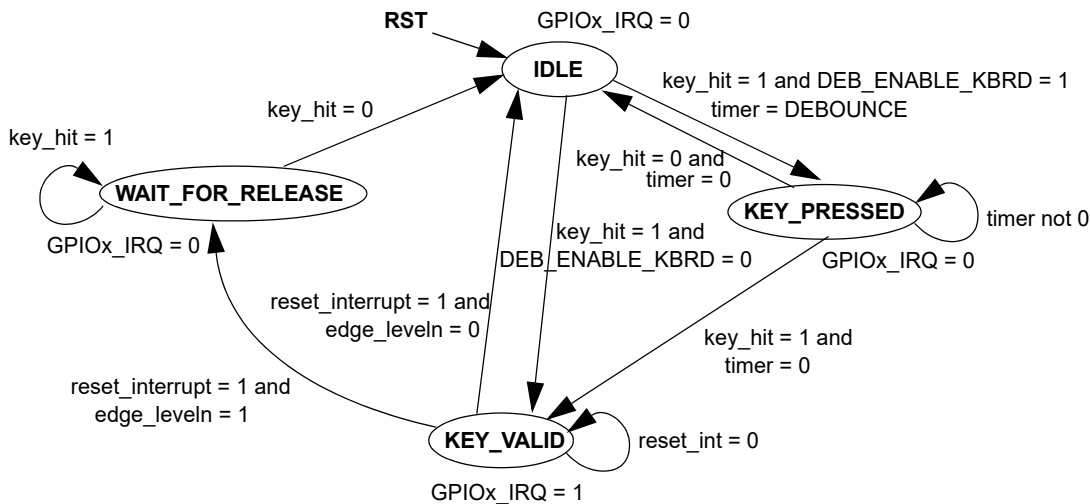 RST
GPIOx_IRQ = 0
IDLE
key_hit = 1 and DEB_ENABLE_KBRD = 1
timer = DEBOUNCE
key_hit = 0
key_hit = 1
key_hit = 0 and
timer = 0
WAIT_FOR_RELEASE
KEY_PRESSED
timer not 0
GPIOx_IRQ = 0
key_hit = 1 and
DEB_ENABLE_KBRD = 0
GPIOx_IRQ = 0
reset_interrupt = 1 and
edge_leveln = 0
key_hit = 1 and
timer = 0
reset_interrupt = 1 and
edge_leveln = 1
KEY_VALID
reset_int = 0
GPIOx_IRQ = 1